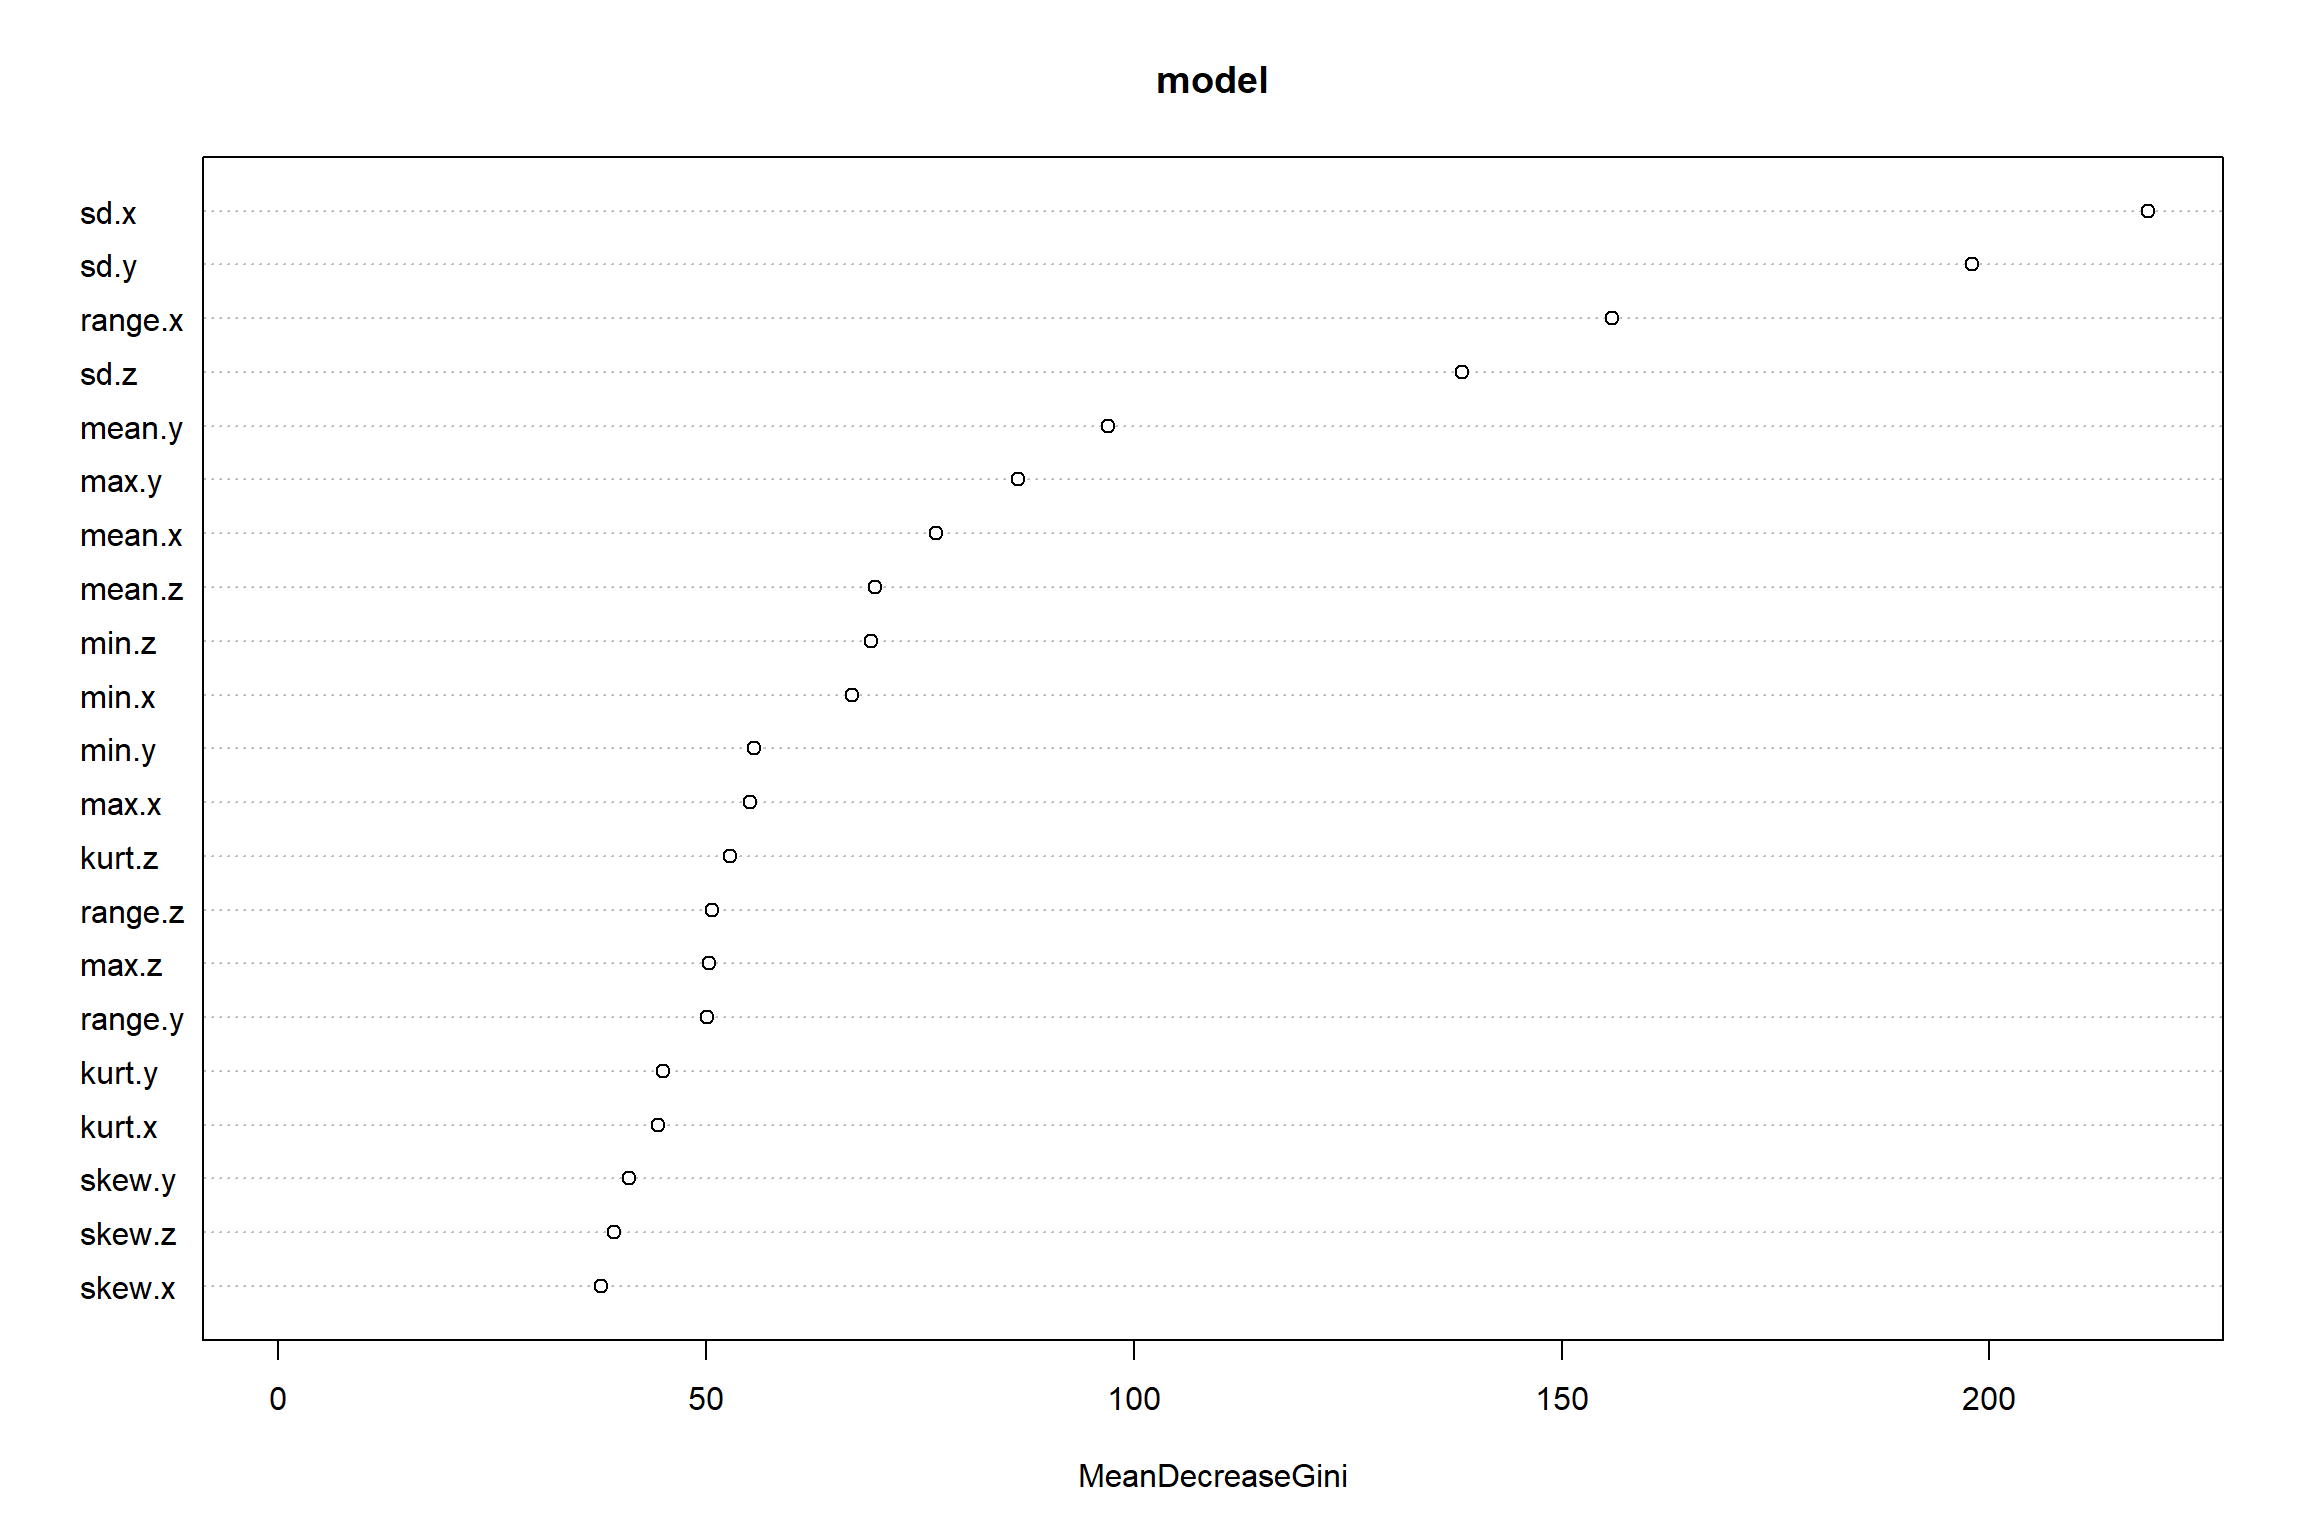 model
sd.x
sd.y
range.x
sd.z
mean.y
max.y
mean.x
mean.z
min.z
min.x
min.y
max.x
kurt.z
range.z
max.z
range.y
kurt.y
kurt.x
skew.y
skew.z
skew.x
0 50 100 150 200
MeanDecreaseGini